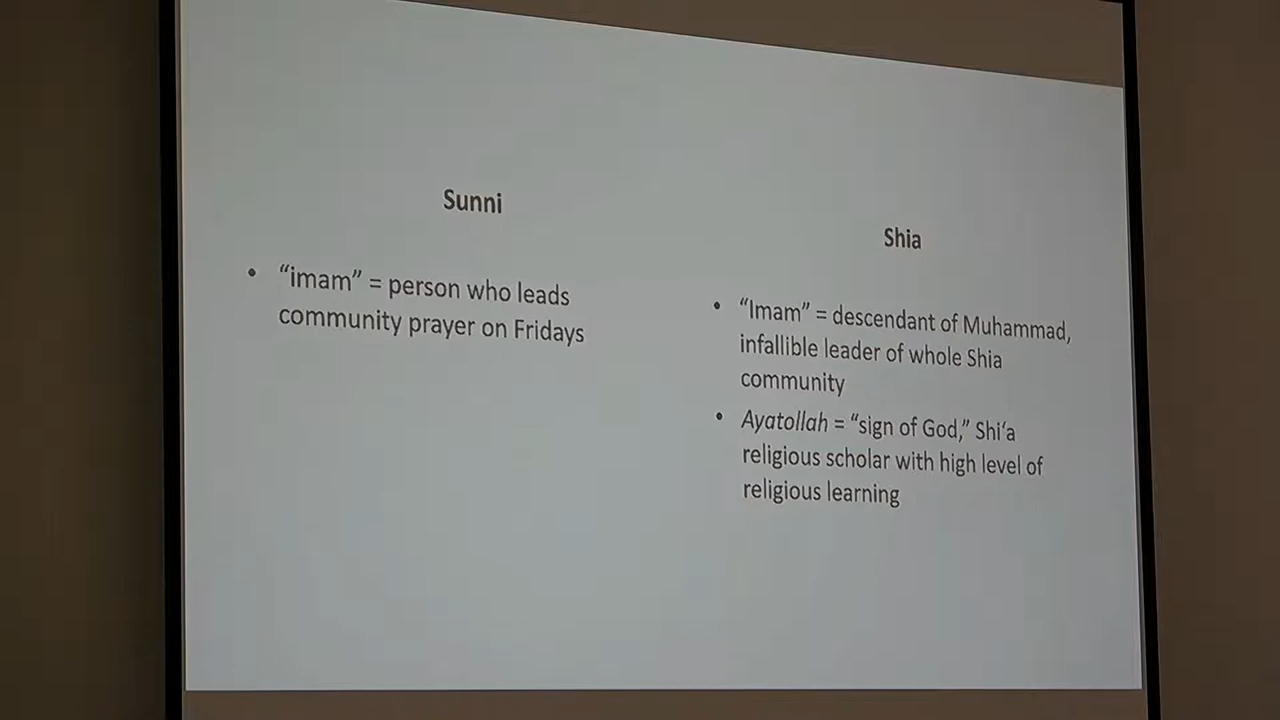 Sunni
• “imam” = person who leads
community prayer on Fridays
Shia
• “Imam” = descendant of Muhammad,
infallible leader of whole Shia
community
• Ayatollah = “sign of God,” Shi‘a
religious scholar with high level of
religious learning